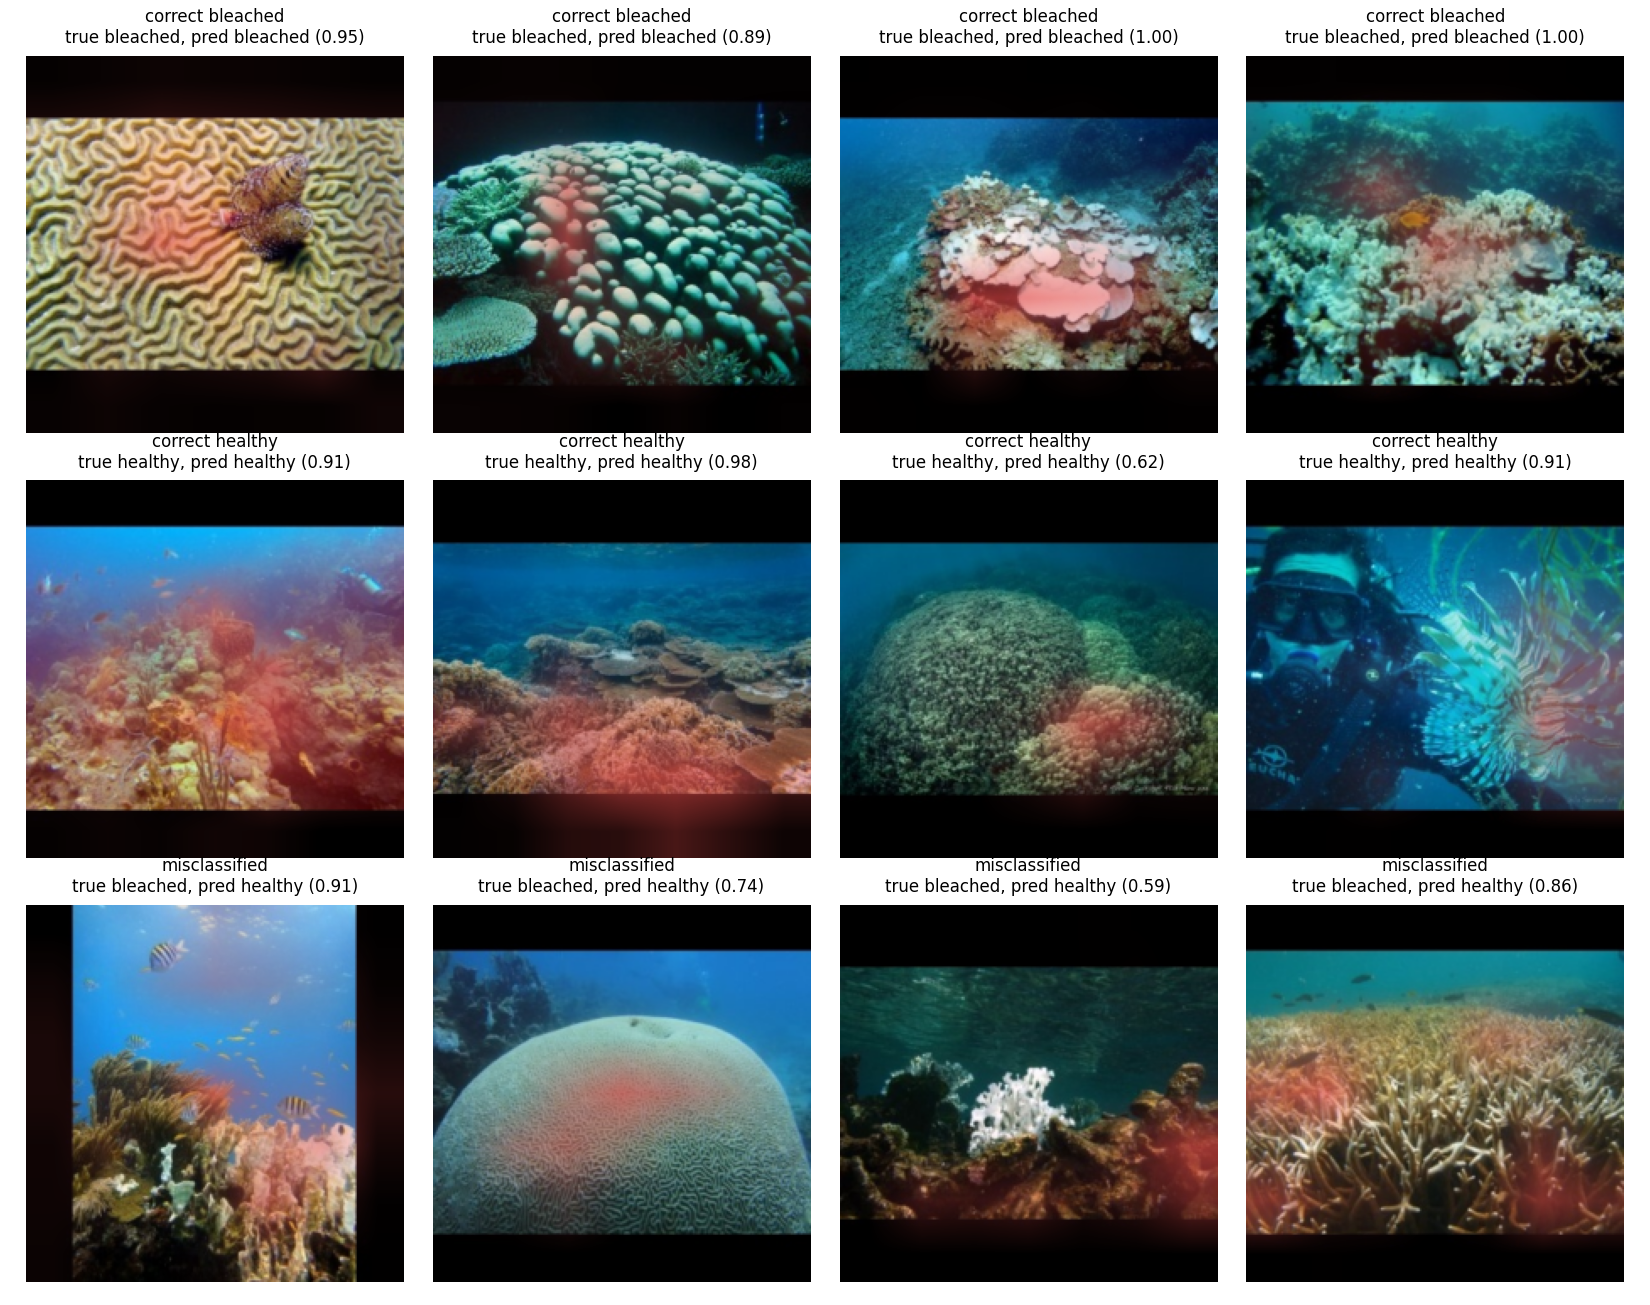 correct bleached
true bleached, pred bleached (0.95)
correct bleached
true bleached, pred bleached (0.89)
correct bleached
true bleached, pred bleached (1.00)
correct bleached
true bleached, pred bleached (1.00)
correct healthy
true healthy, pred healthy (0.91)
correct healthy
true healthy, pred healthy (0.98)
correct healthy
true healthy, pred healthy (0.62)
correct healthy
true healthy, pred healthy (0.91)
misclassified
true bleached, pred healthy (0.91)
misclassified
true bleached, pred healthy (0.74)
misclassified
true bleached, pred healthy (0.59)
misclassified
true bleached, pred healthy (0.86)